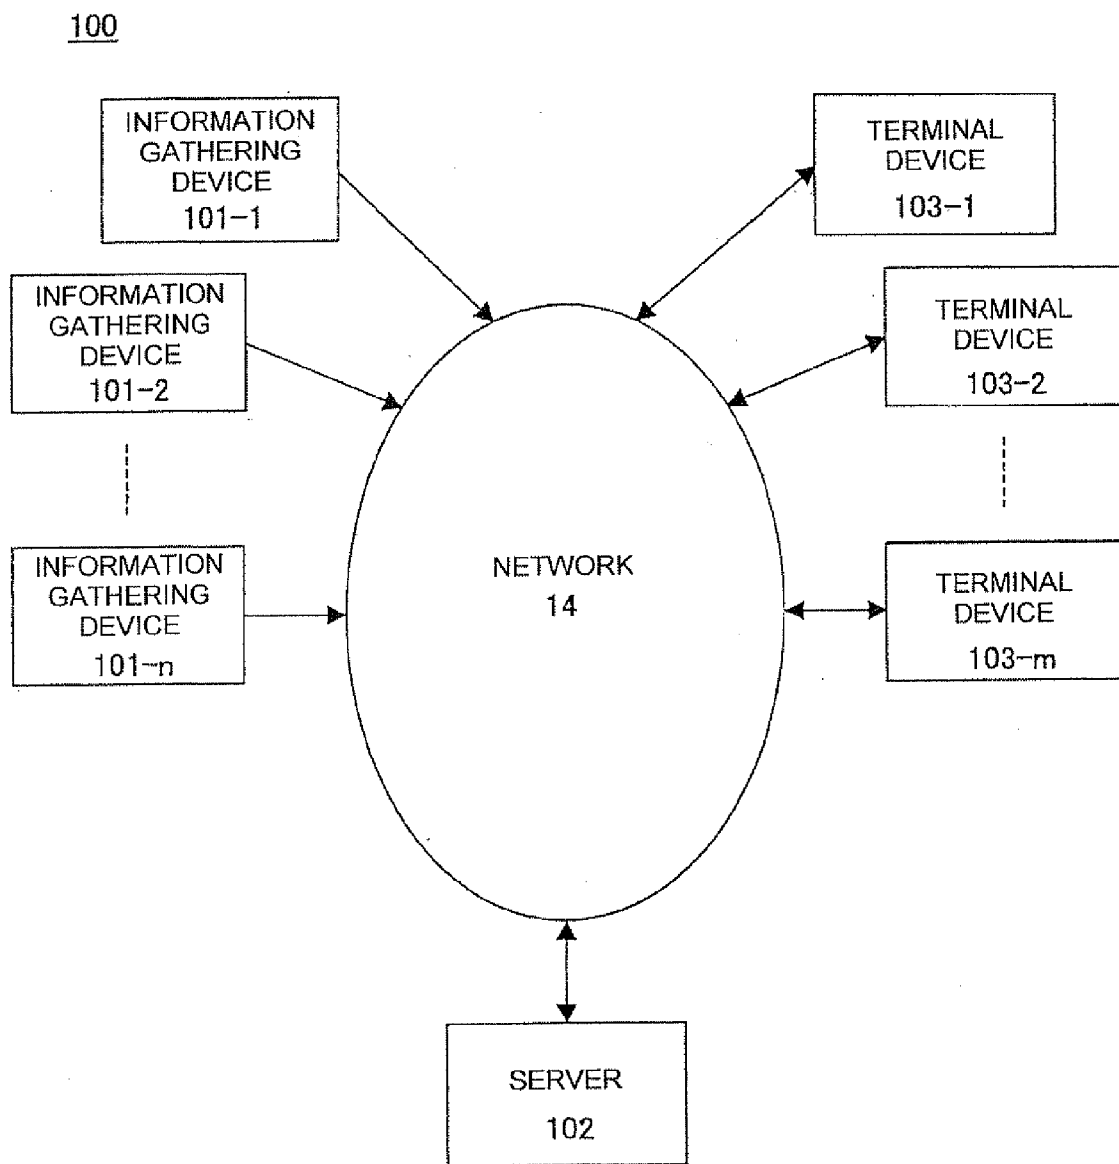 100
INFORMATION
GATHERING
DEVICE
101-1
TERMINAL
DEVICE
103-1
INFORMATION
GATHERING
DEVICE
101-2
TERMINAL
DEVICE
103-2
INFORMATION
GATHERING
DEVICE
101-n
NETWORK
14
TERMINAL
DEVICE
103-m
SERVER
102